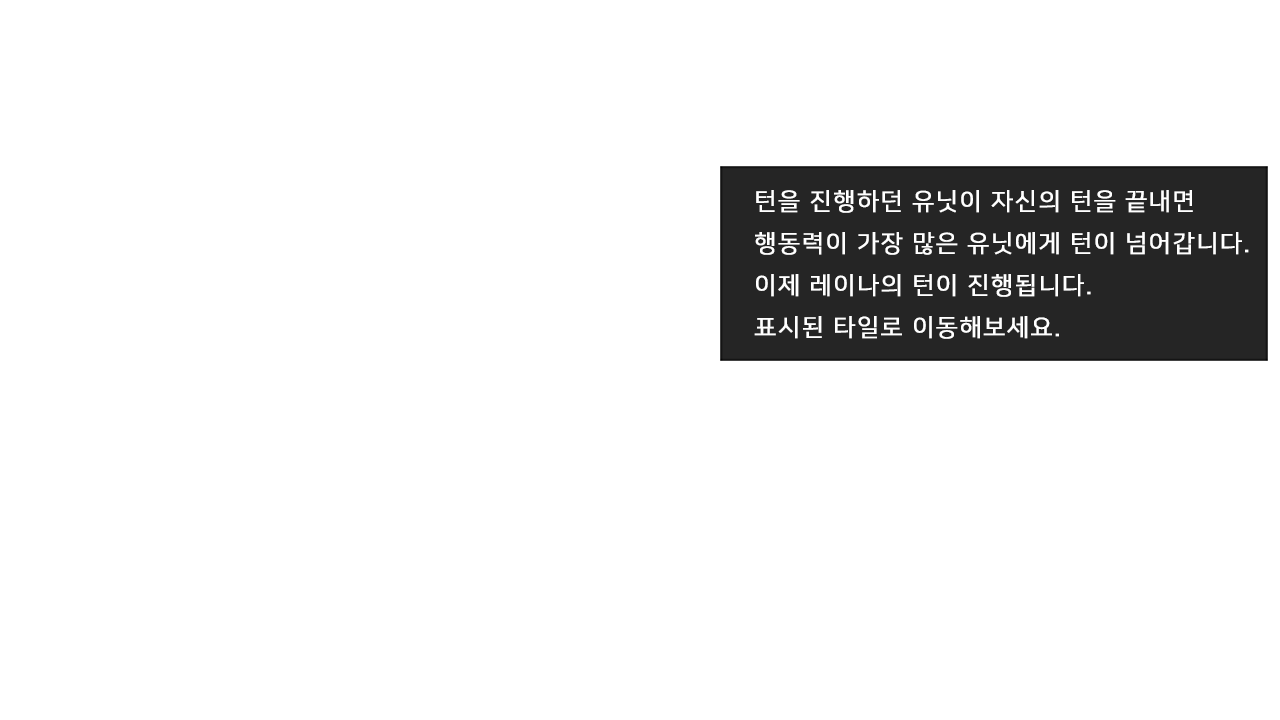 턴을 진행하던 유닛이 자신의 턴을 끝내면
행동력이 가장 많은 유닛에게 턴이 넘어갑니다.
이제 레이나의 턴이 진행됩니다.
표시된 타일로 이동해보세요.